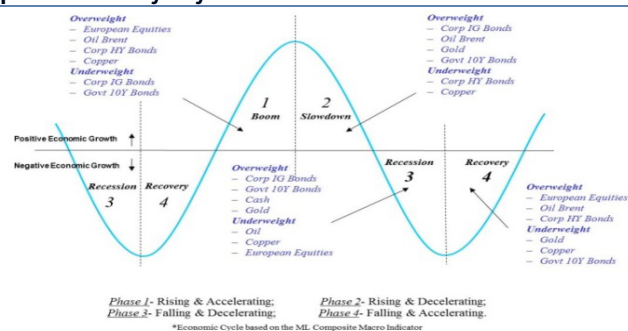 Overweight
– European Equities
– Oil Brent
– Corp HY Bonds
– Copper
Underweight
– Corp IG Bonds
– Govt 10Y Bonds
Overweight
– Corp IG Bonds
– Oil Brent
– Gold
– Govt 10Y Bonds
Underweight
– Corp HY Bonds
– Copper
1
Boom
2
Slowdown
Positive Economic Growth
Negative Economic Growth
Recession
3
Recovery
4
Overweight
– Corp IG Bonds
– Govt 10Y Bonds
– Cash
– Gold
Underweight
– Oil
– Copper
– European Equities
Recession
3
Recovery
4
Overweight
– European Equities
– Oil Brent
– Corp HY Bonds
Underweight
– Gold
– Copper
– Govt 10Y Bonds
Phase 1- Rising & Accelerating;
Phase 2- Rising & Decelerating;
Phase 3- Falling & Decelerating;
Phase 4- Falling & Accelerating.
*Economic Cycle based on the ML Composite Macro Indicator